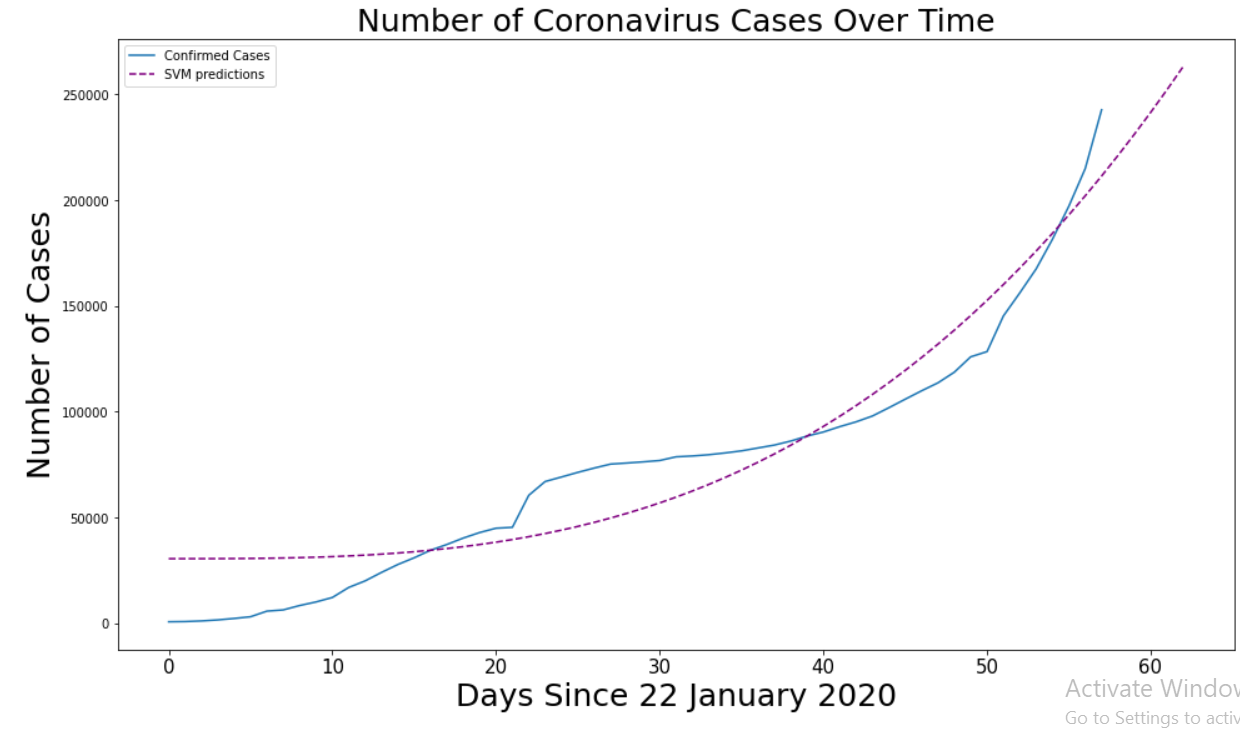 Number of Coronavirus Cases Over Time
Confirmed Cases
SVM predictions
Number of Cases
250000
200000
150000
100000
50000
0
0 10 20 30 40 50 60
Days Since 22 January 2020
Activate Window
Go to Settings to activ